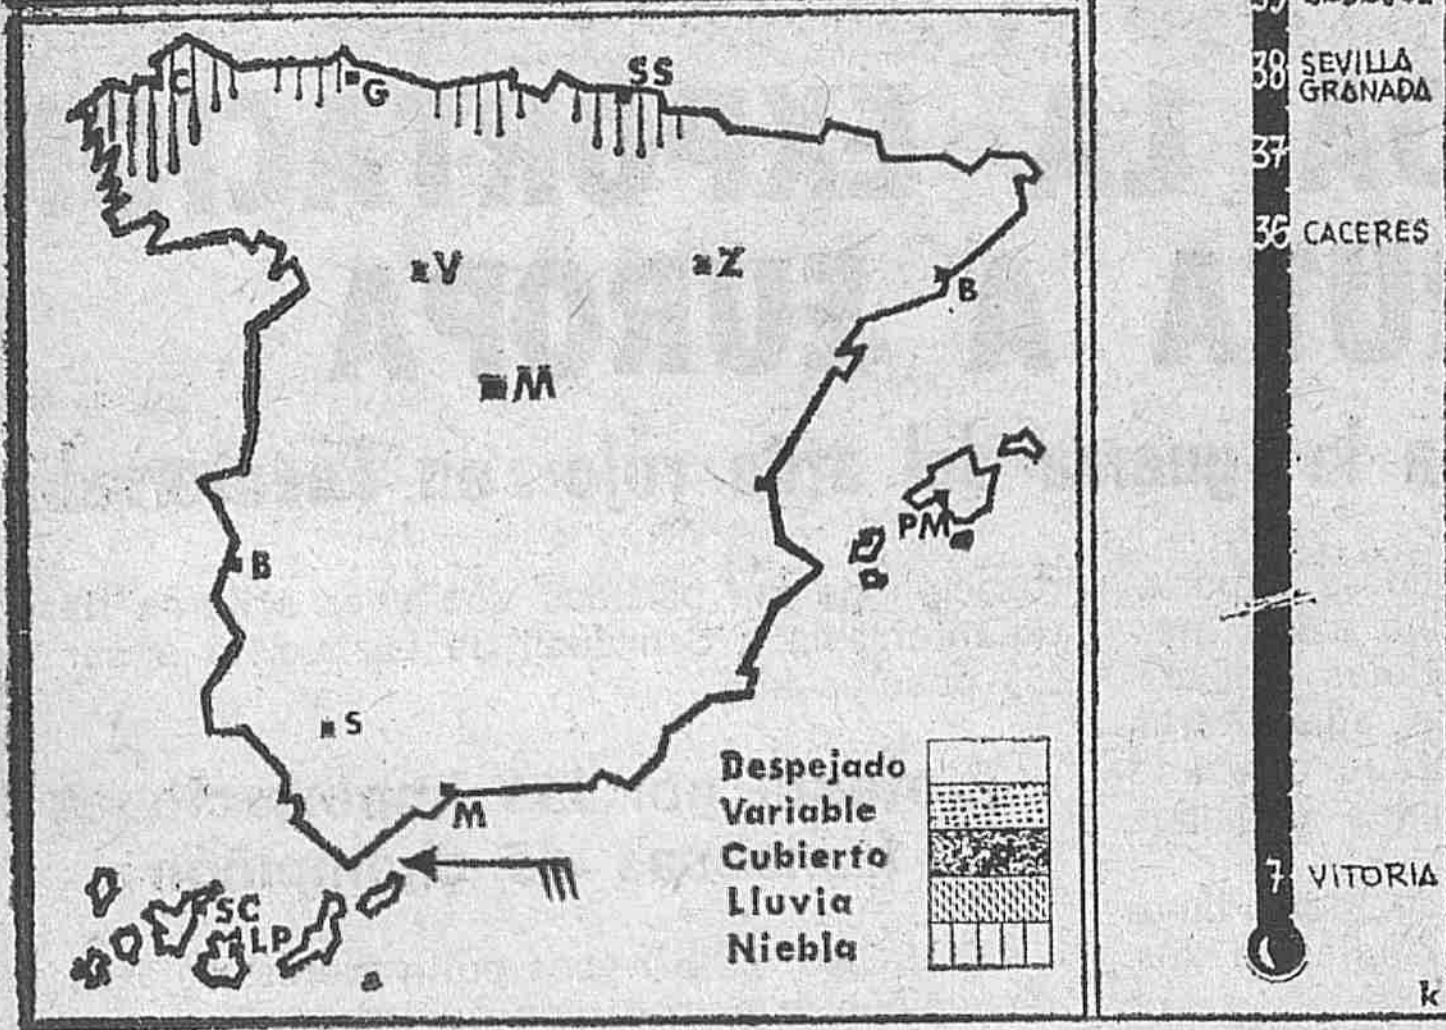 C
G
SS
V
Z
B
M
PM
B
S
M
SC
LP
Despejado
Variable
Cubierto
Lluvia
Niebla
38 SEVILLA
GRANADA
37
36 CACERES
7 VITORIA
k